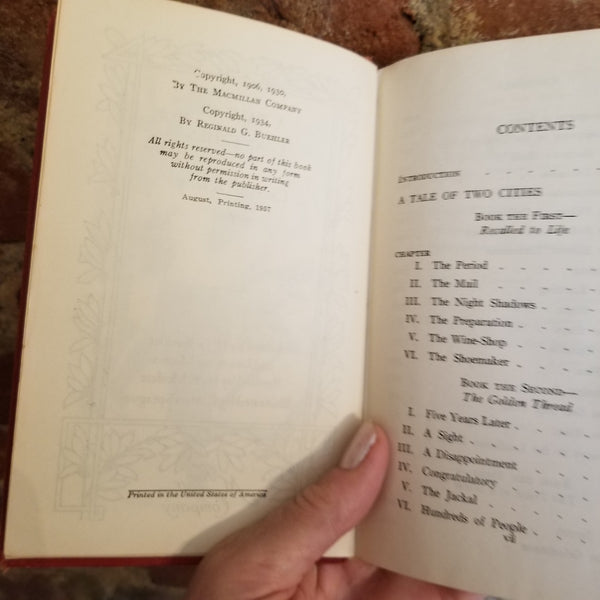 Copyright, 1906, 1930,
By The Macmillan Company
Copyright, 1934,
By Reginald G. Buehler
All rights reserved—no part of this book
may be reproduced in any form
without permission in writing
from the publisher.
August, Printing, 1937
Printed in the United States of America
CONTENTS
Introduction
A TALE OF TWO CITIES
Book the First—
Recalled to Life
CHAPTER
I. The Period
II. The Mail
III. The Night Shadows
IV. The Preparation
V. The Wine-Shop
VI. The Shoemaker
Book the Second—
The Golden Thread
I. Five Years Later
II. A Sight
III. A Disappointment
IV. Congratulatory
V. The Jackal
VI. Hundreds of People
vii